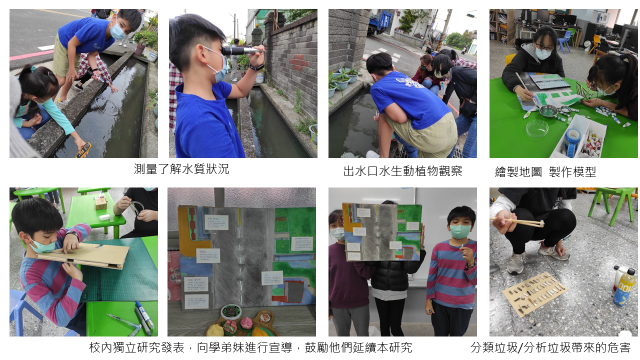 測量了解水質狀況
出水口水生動植物觀察
繪製地圖 製作模型
校內獨立研究發表，向學弟妹進行宣導，鼓勵他們延續本研究
分類垃圾/分析垃圾帶來的危害